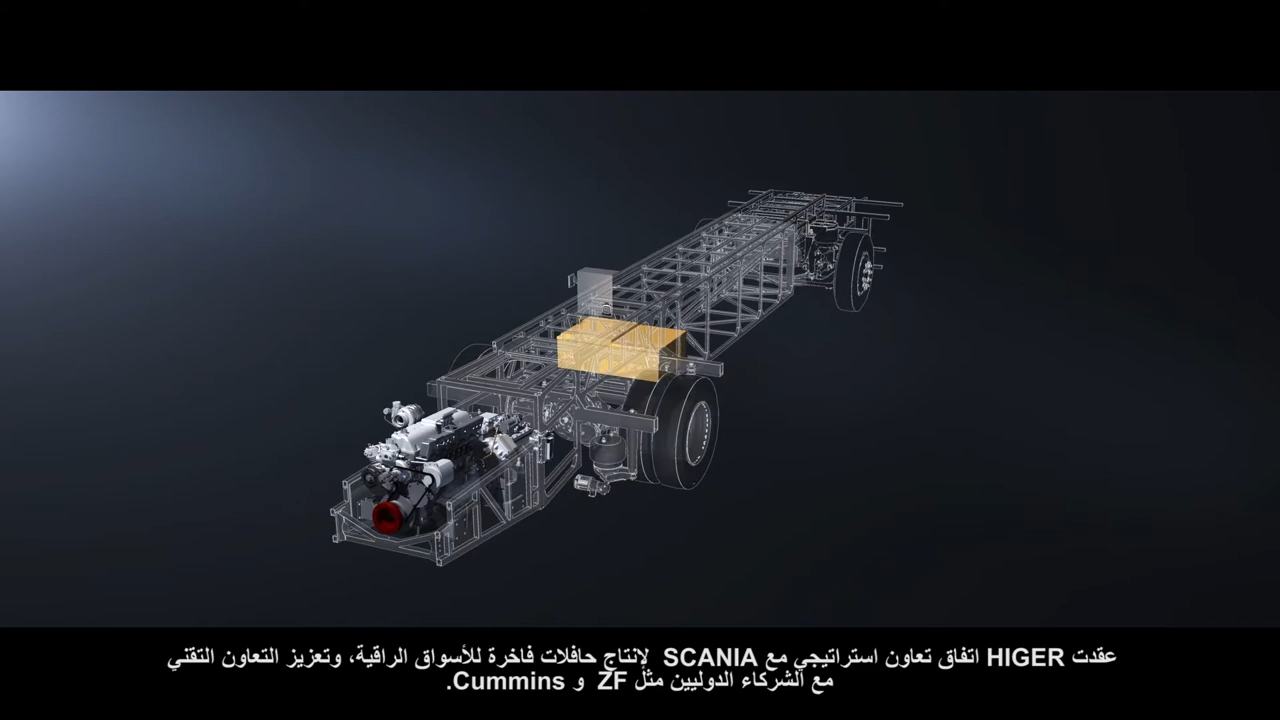 عقدت HIGER اتفاق تعاون استراتيجي مع SCANIA لإنتاج حافلات فاخرة للأسواق الراقية، وتعزيز التعاون التقني
مع الشركاء الدوليين مثل ZF و Cummins.